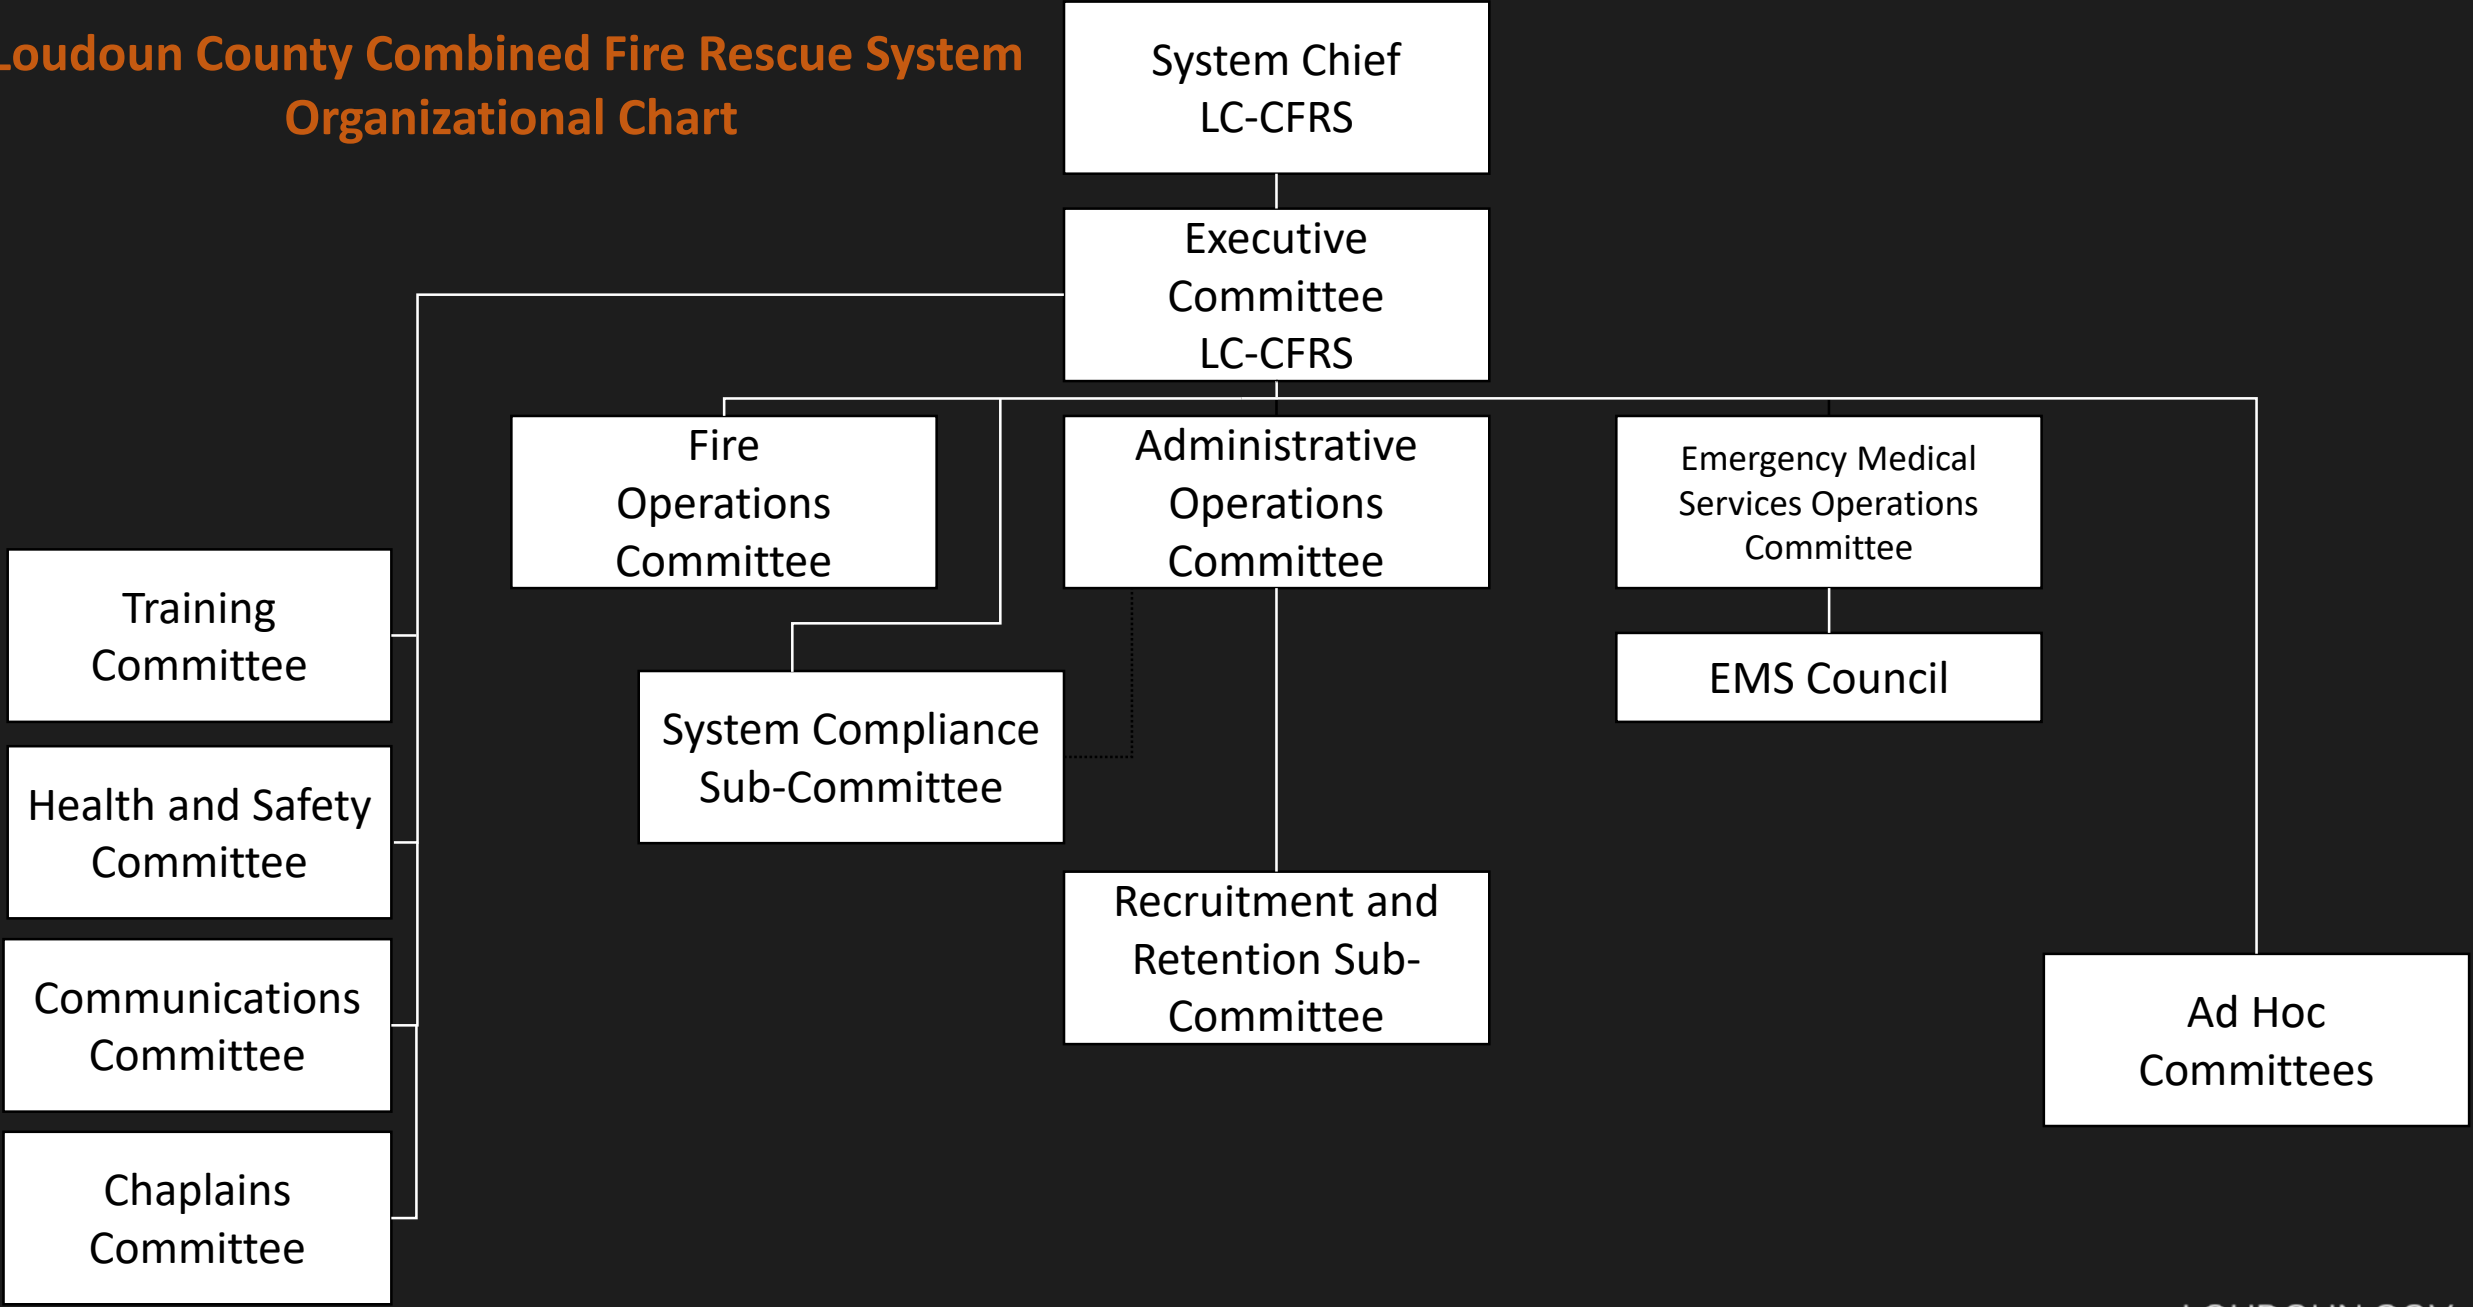 Loudoun County Combined Fire Rescue System
Organizational Chart
System Chief
LC-CFRS
Executive
Committee
LC-CFRS
Fire
Operations
Committee
Administrative
Operations
Committee
Emergency Medical
Services Operations
Committee
Training
Committee
EMS Council
System Compliance
Sub-Committee
Health and Safety
Committee
Recruitment and
Retention Sub-
Committee
Communications
Committee
Ad Hoc
Committees
Chaplains
Committee